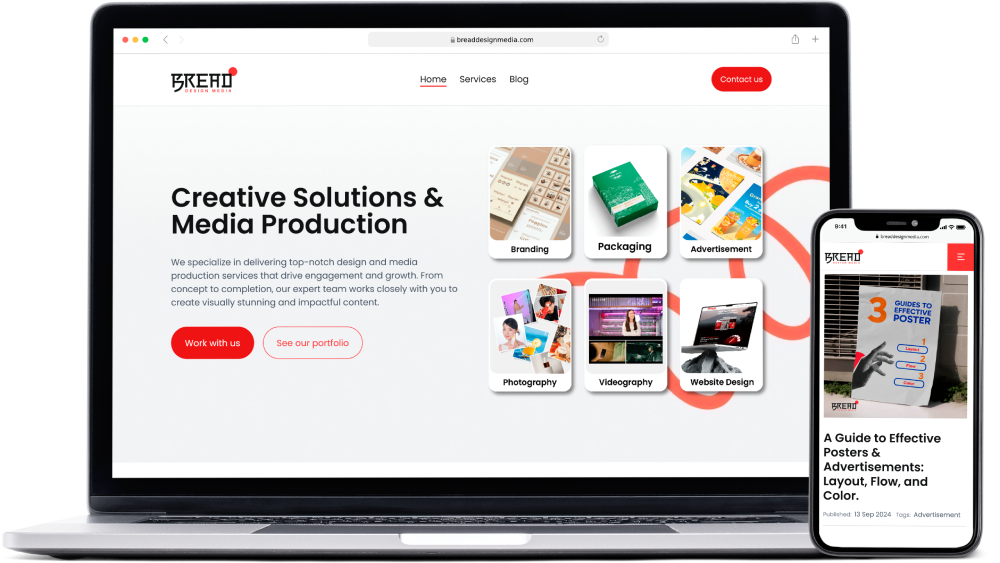 breaddesignmedia.com
BREAD
DESIGN MEDIA
Home Services Blog
Contact us
Creative Solutions &
Media Production
We specialize in delivering top-notch design and media
production services that drive engagement and growth. From
concept to completion, our expert team works closely with you to
create visually stunning and impactful content.
Work with us
See our portfolio
Branding
Packaging
Advertisement
Photography
Videography
Website Design
9:41
breaddesignmedia.com
BREAD
DESIGN MEDIA
3
GUIDES TO
EFFECTIVE
POSTER
1
Layout
2
Flow
3
Color
BREAD
A Guide to Effective
Posters &
Advertisements:
Layout, Flow, and
Color.
Published: 13 Sep 2024 Tags: Advertisement